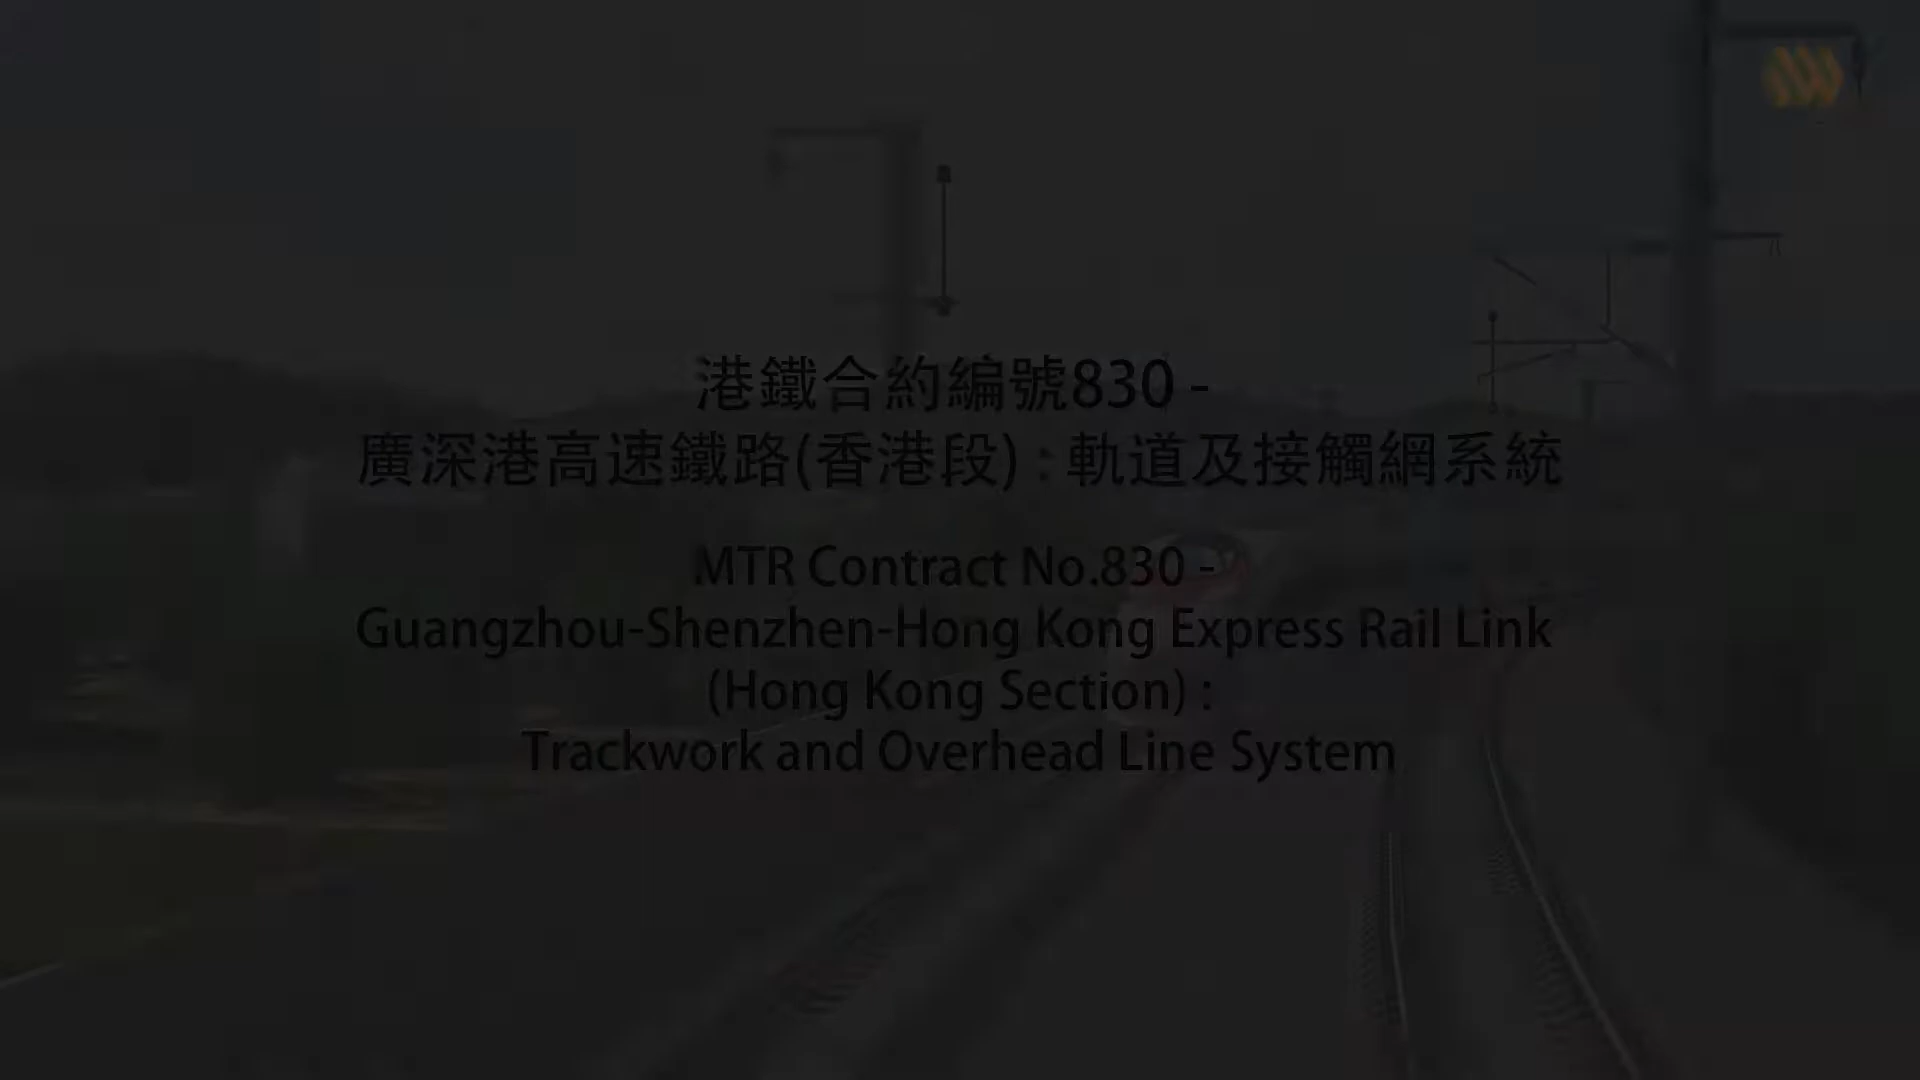 港鐵合約編號830 -
廣深港高速鐵路(香港段) : 軌道及接觸網系統
MTR Contract No.830 -
Guangzhou-Shenzhen-Hong Kong Express Rail Link
(Hong Kong Section) :
Trackwork and Overhead Line System